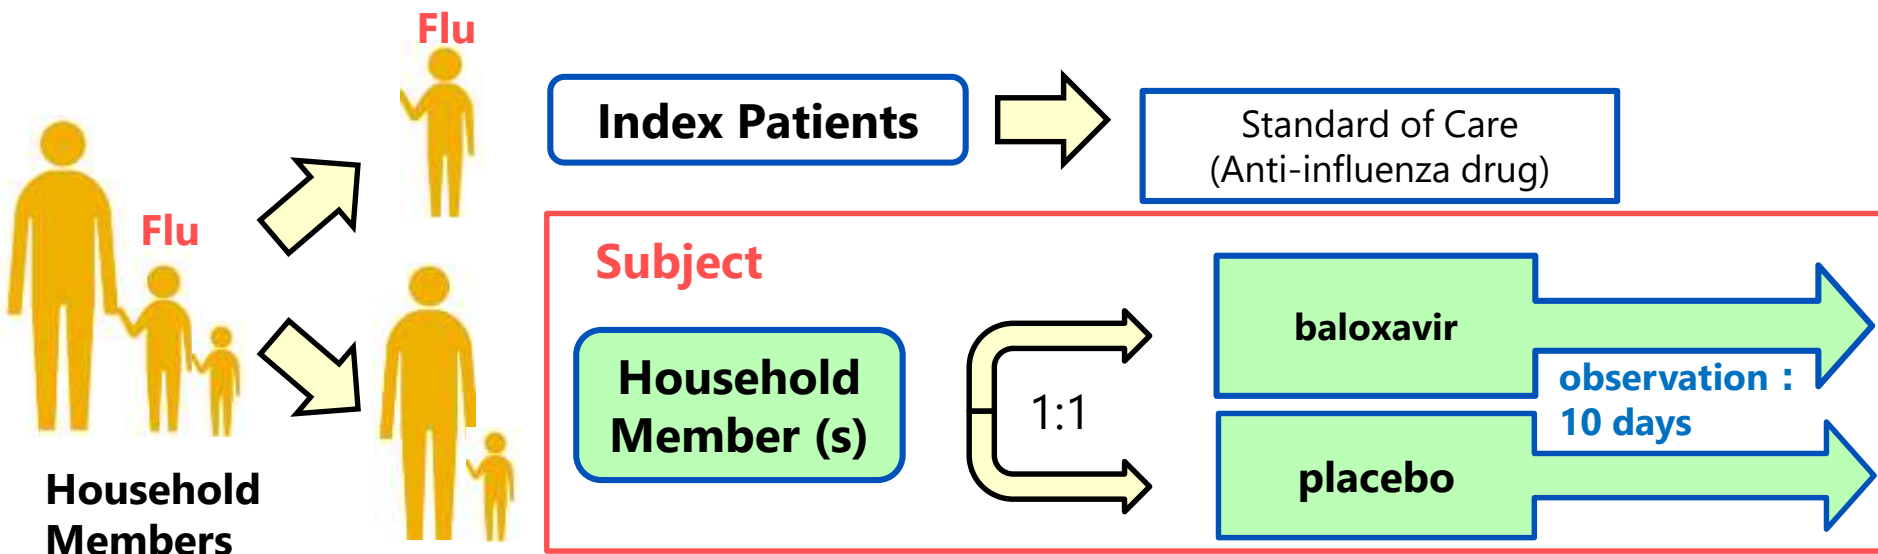 Flu
Index Patients
Standard of Care
(Anti-influenza drug)
Flu
Household
Members
Subject
Household
Member (s)
1:1
baloxavir
observation :
10 days
placebo